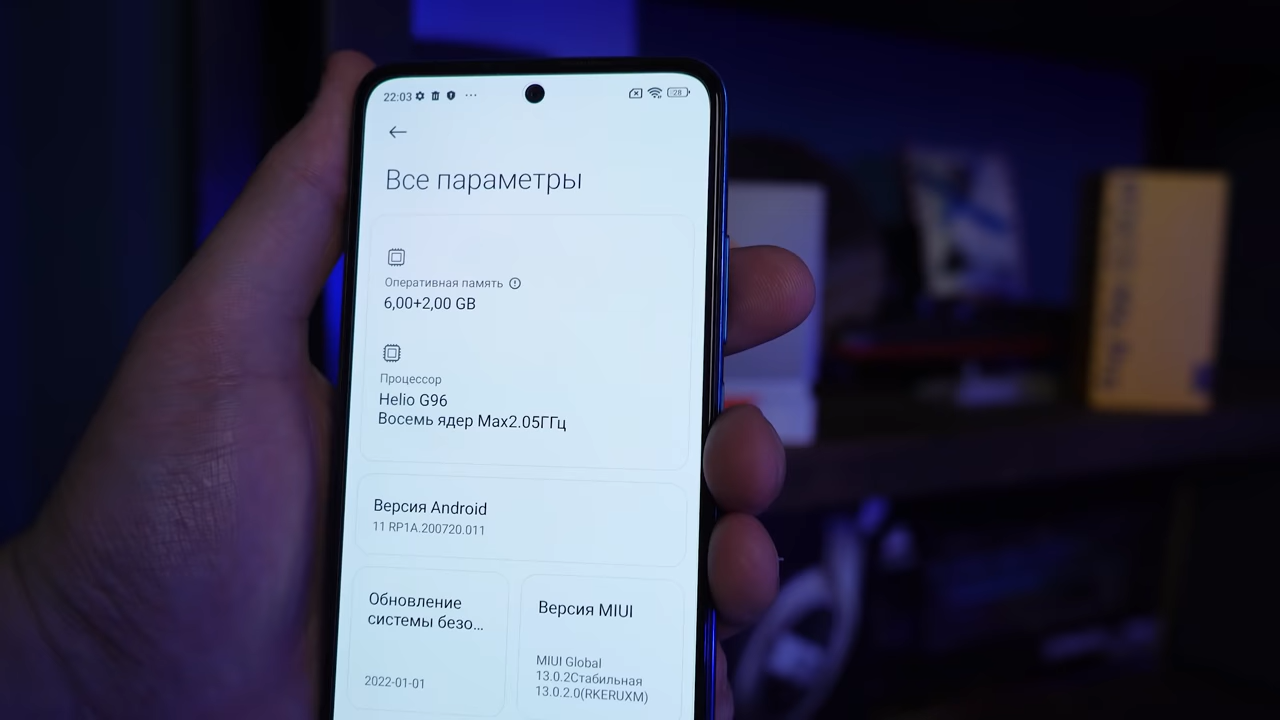 22:03 ... 28
Все параметры
Оперативная память
6,00+2,00 GB
Процессор
Helio G96
Восемь ядер Max2.05ГГц
Версия Android
11 RP1A.200720.011
Обновление
системы безо...
2022-01-01
Версия MIUI
MIUI Global
13.0.2Стабильная
13.0.2.0(RKERUXM)